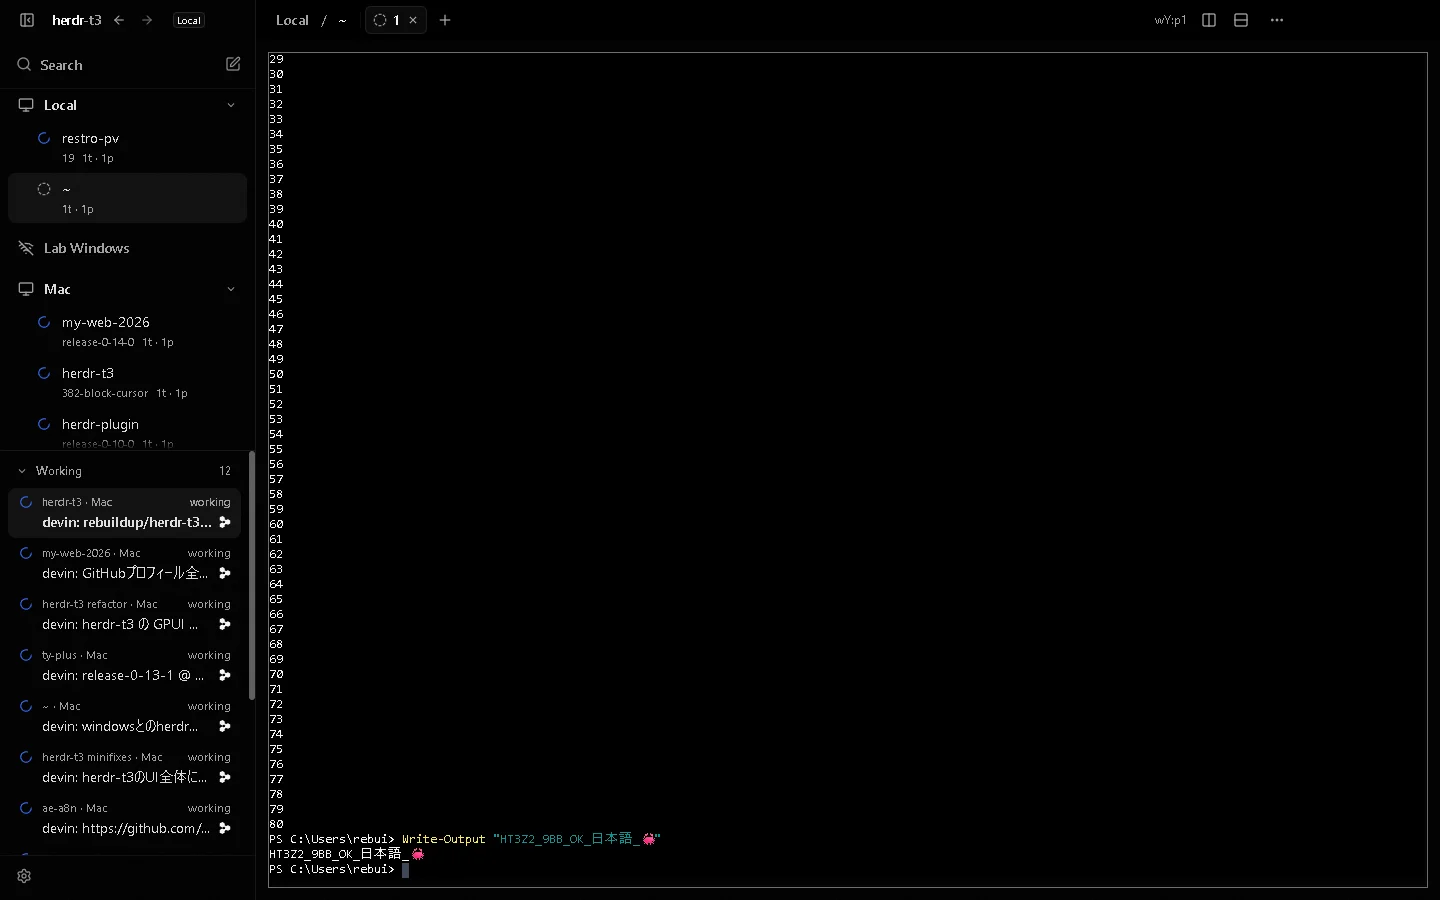 herdr-t3
Local
Search
Local
restro-pv
19 1t · 1p
~
1t · 1p
Lab Windows
Mac
my-web-2026
release-0-14-0 1t · 1p
herdr-t3
382-block-cursor 1t · 1p
herdr-plugin
release-0-10-0 1t · 1p
Working 12
herdr-t3 · Mac working
devin: rebuildup/herdr-t3...
my-web-2026 · Mac working
devin: GitHubプロフィール全...
herdr-t3 refactor · Mac working
devin: herdr-t3 の GPUI ...
ty-plus · Mac working
devin: release-0-13-1 @ ...
~ · Mac working
devin: windowsとのherdr...
herdr-t3 minifixes · Mac working
devin: herdr-t3のUI全体に...
ae-a8n · Mac working
devin: https://github.com/...
Local / ~ 1 × +
wY:p1
29
30
31
32
33
34
35
36
37
38
39
40
41
42
43
44
45
46
47
48
49
50
51
52
53
54
55
56
57
58
59
60
61
62
63
64
65
66
67
68
69
70
71
72
73
74
75
76
77
78
79
80
PS C:\Users\rebui> Write-Output "HT3Z2_9BB_OK_日本語_🦀"
HT3Z2_9BB_OK_日本語_🦀
PS C:\Users\rebui>